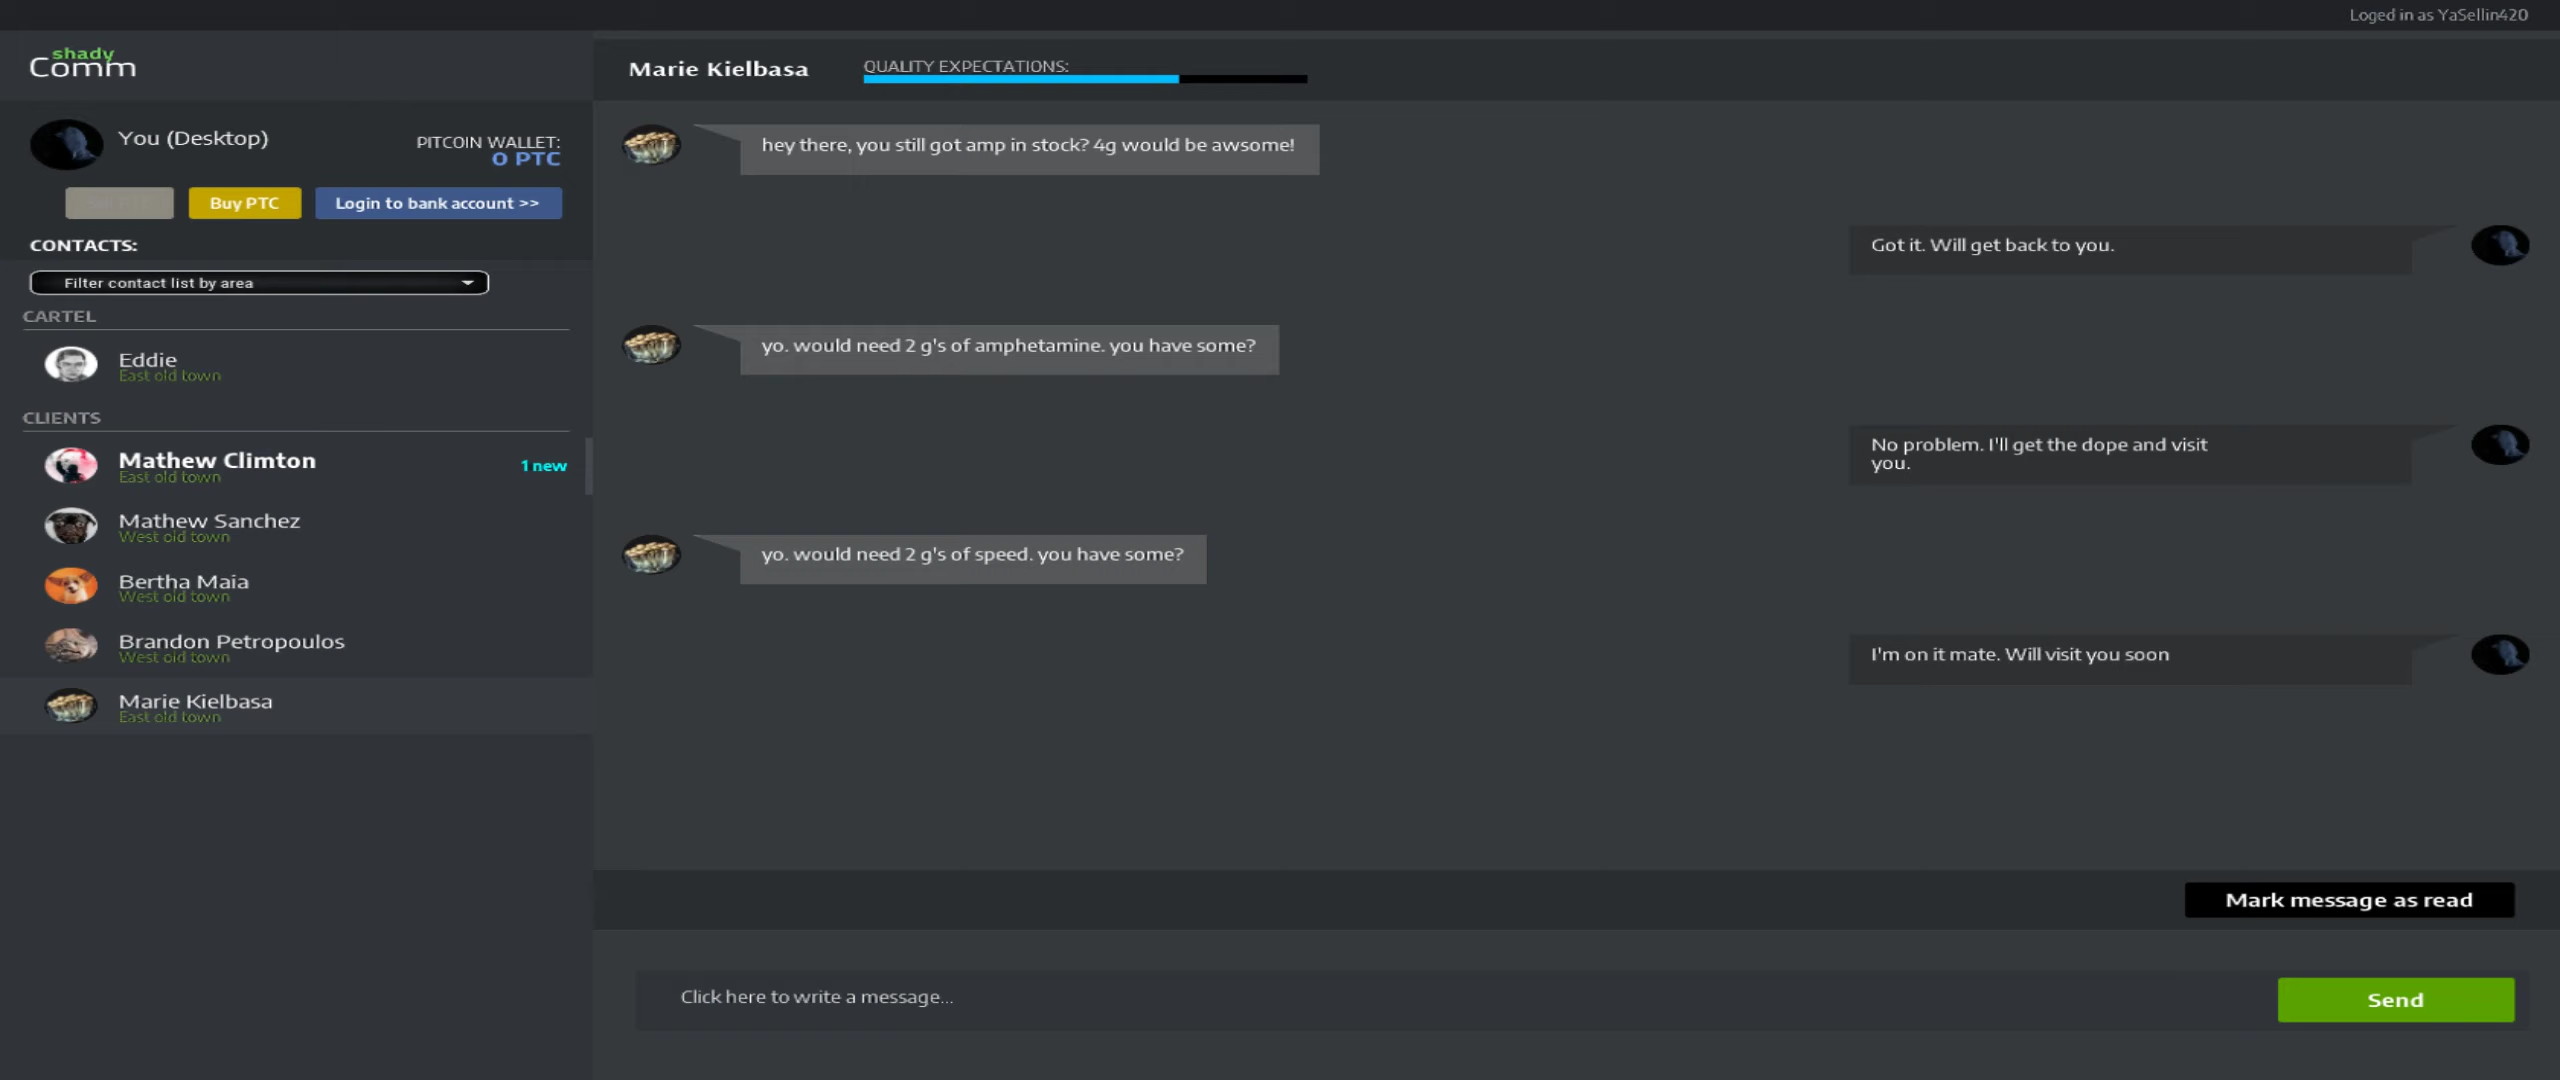 Loged in as YaSellin420
shady
Comm
You (Desktop)
PITCOIN WALLET:
0 PTC
Buy PTC
Login to bank account >>
CONTACTS:
Filter contact list by area
CARTEL
Eddie
East old town
CLIENTS
Mathew Climton
East old town
1 new
Mathew Sanchez
West old town
Bertha Maia
West old town
Brandon Petropoulos
West old town
Marie Kielbasa
East old town
Marie Kielbasa
QUALITY EXPECTATIONS:
hey there, you still got amp in stock? 4g would be awsome!
Got it. Will get back to you.
yo. would need 2 g's of amphetamine. you have some?
No problem. I'll get the dope and visit
you.
yo. would need 2 g's of speed. you have some?
I'm on it mate. Will visit you soon
Mark message as read
Click here to write a message...
Send